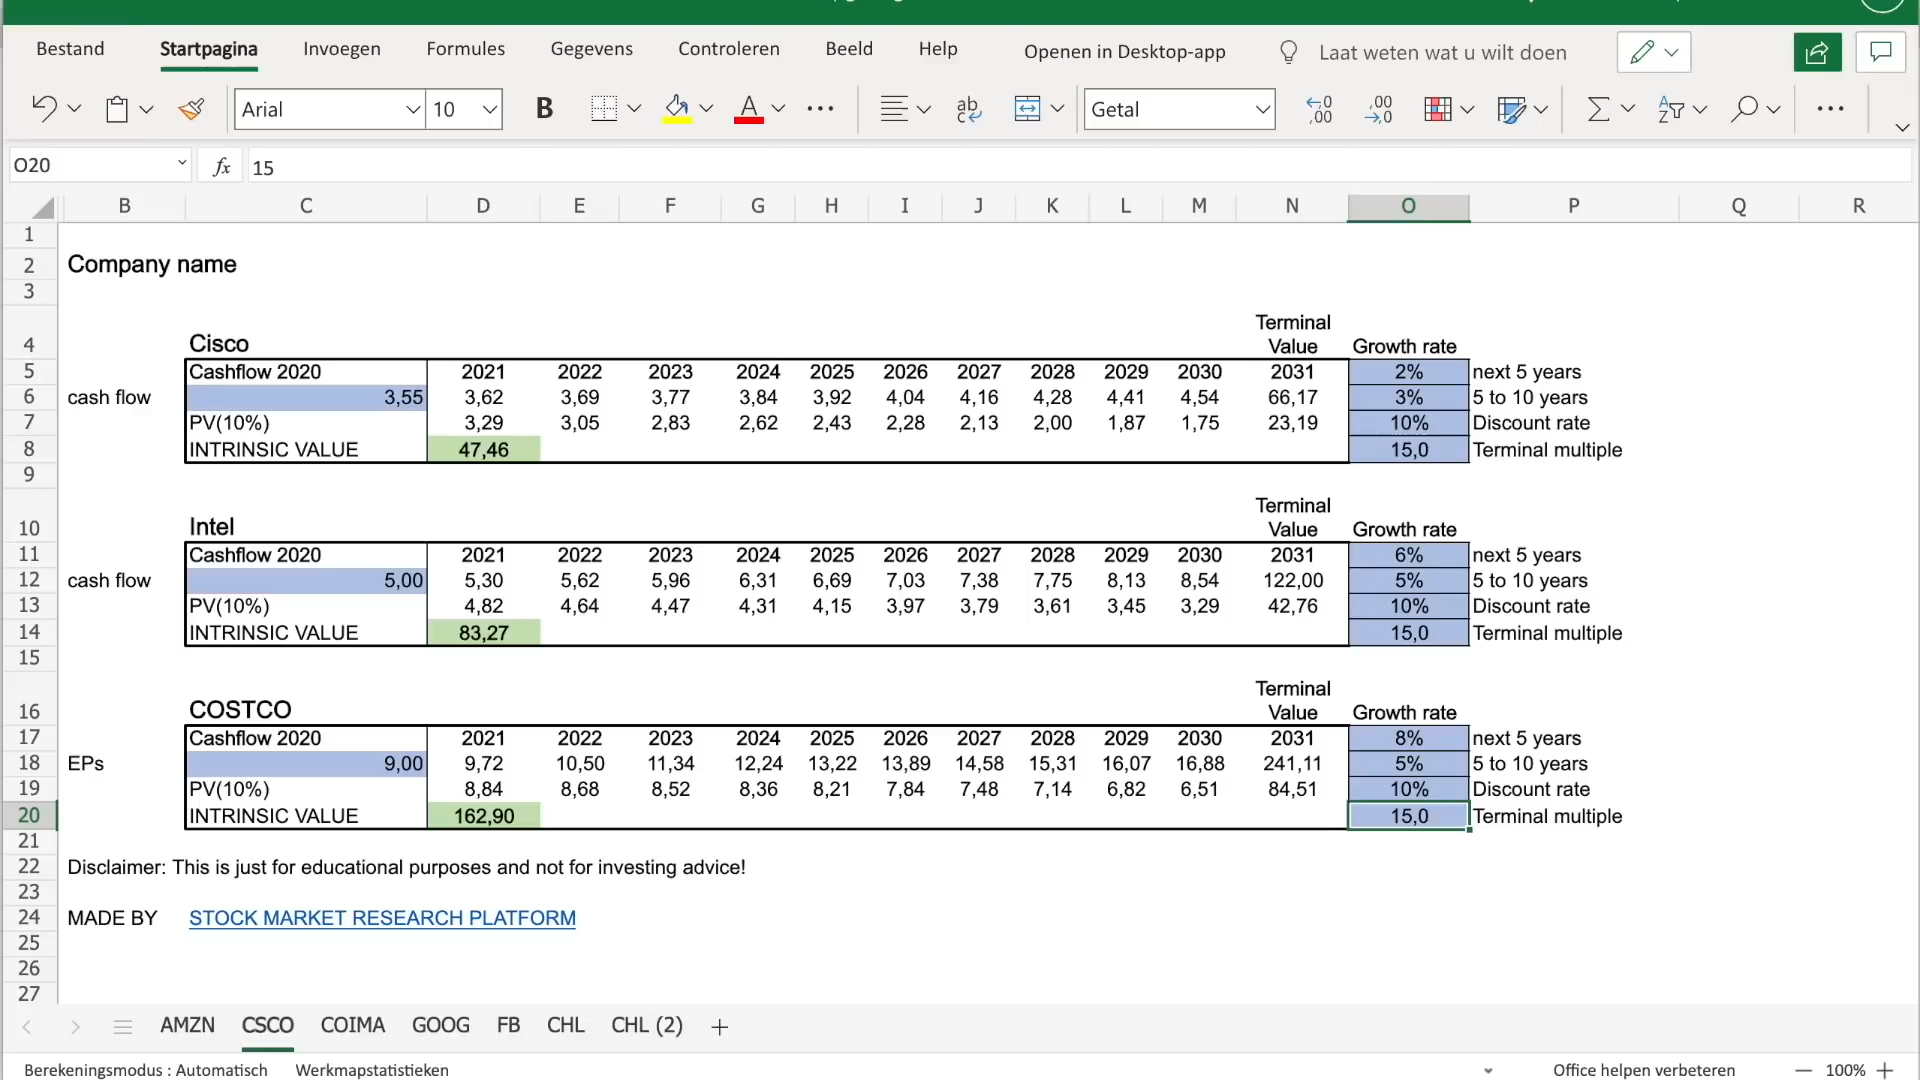 Bestand Startpagina Invoegen Formules Gegevens Controleren Beeld Help Openen in Desktop-app Laat weten wat u wilt doen
Arial 10 B A ab c Getal ,00 ,00
O20 fx 15
B C D E F G H I J K L M N O P Q R
1
2 Company name
3
Terminal
4 Cisco Value Growth rate
5 Cashflow 2020 2021 2022 2023 2024 2025 2026 2027 2028 2029 2030 2031 2% next 5 years
6 cash flow 3,55 3,62 3,69 3,77 3,84 3,92 4,04 4,16 4,28 4,41 4,54 66,17 3% 5 to 10 years
7 PV(10%) 3,29 3,05 2,83 2,62 2,43 2,28 2,13 2,00 1,87 1,75 23,19 10% Discount rate
8 INTRINSIC VALUE 47,46 15,0 Terminal multiple
9
Terminal
10 Intel Value Growth rate
11 Cashflow 2020 2021 2022 2023 2024 2025 2026 2027 2028 2029 2030 2031 6% next 5 years
12 cash flow 5,00 5,30 5,62 5,96 6,31 6,69 7,03 7,38 7,75 8,13 8,54 122,00 5% 5 to 10 years
13 PV(10%) 4,82 4,64 4,47 4,31 4,15 3,97 3,79 3,61 3,45 3,29 42,76 10% Discount rate
14 INTRINSIC VALUE 83,27 15,0 Terminal multiple
15
Terminal
16 COSTCO Value Growth rate
17 Cashflow 2020 2021 2022 2023 2024 2025 2026 2027 2028 2029 2030 2031 8% next 5 years
18 EPs 9,00 9,72 10,50 11,34 12,24 13,22 13,89 14,58 15,31 16,07 16,88 241,11 5% 5 to 10 years
19 PV(10%) 8,84 8,68 8,52 8,36 8,21 7,84 7,48 7,14 6,82 6,51 84,51 10% Discount rate
20 INTRINSIC VALUE 162,90 15,0 Terminal multiple
21
22 Disclaimer: This is just for educational purposes and not for investing advice!
23
24 MADE BY STOCK MARKET RESEARCH PLATFORM
25
26
27
AMZN CSCO COIMA GOOG FB CHL CHL (2) +
Berekeningsmodus : Automatisch Werkmapstatistieken Office helpen verbeteren — 100% +